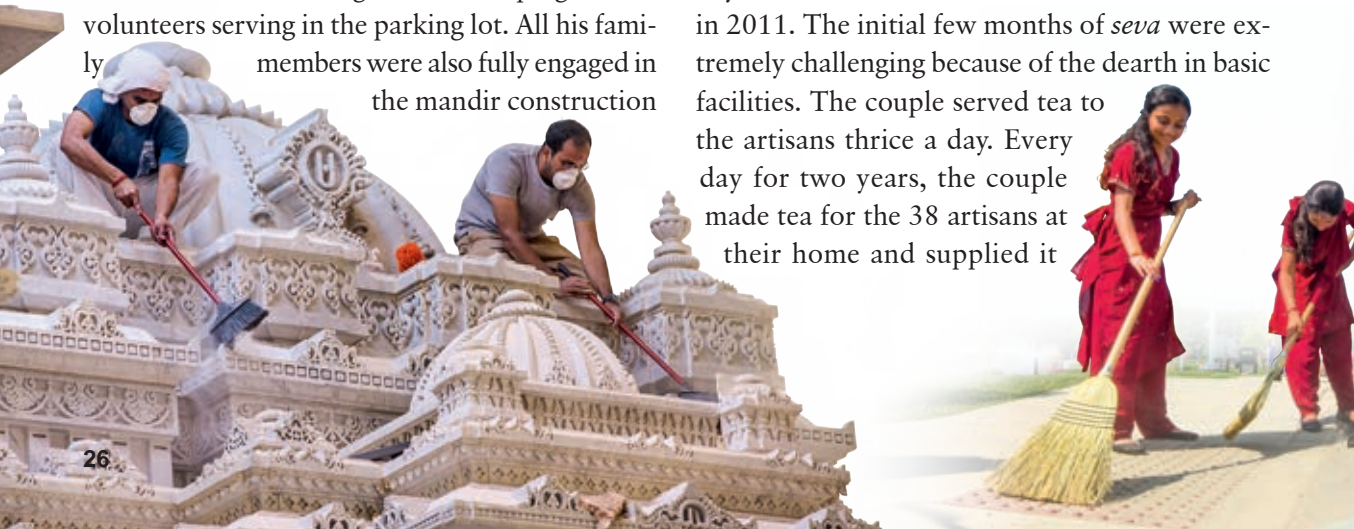 volunteers serving in the parking lot. All his fami-
ly members were also fully engaged in
the mandir construction
in 2011. The initial few months of seva were ex-
tremely challenging because of the dearth in basic
facilities. The couple served tea to
the artisans thrice a day. Every
day for two years, the couple
made tea for the 38 artisans at
their home and supplied it
26